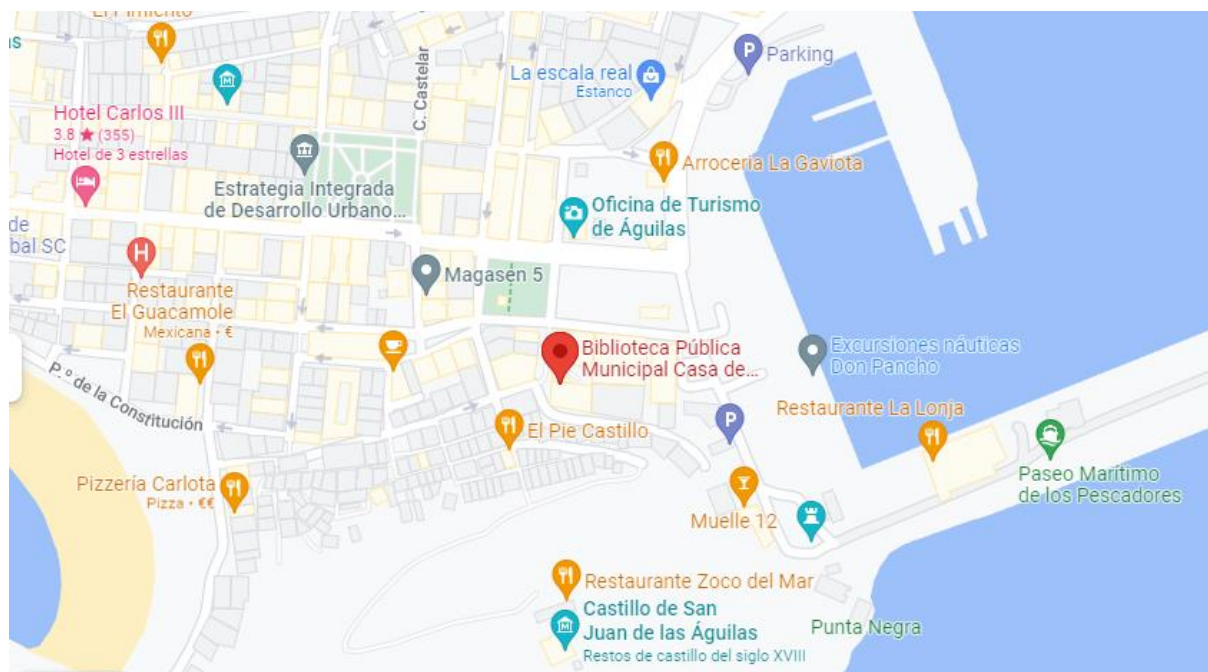 El Pimiento
C. Castelar
Parking
La escala real
Estanco
Hotel Carlos III
3.8 ★ (355)
Hotel de 3 estrellas
Arrocería La Gaviota
Estrategia Integrada
de Desarrollo Urbano...
Oficina de Turismo
de Águilas
de
bal SC
H
Magasén 5
Restaurante
El Guacamole
Mexicana · €
Biblioteca Pública
Municipal Casa de...
Excursiones náuticas
Don Pancho
P.º de la Constitución
Restaurante La Lonja
El Pie Castillo
Paseo Marítimo
de los Pescadores
Pizzería Carlota
Pizza · €€
Muelle 12
Restaurante Zoco del Mar
Castillo de San
Juan de las Águilas
Restos de castillo del siglo XVIII
Punta Negra
P
P